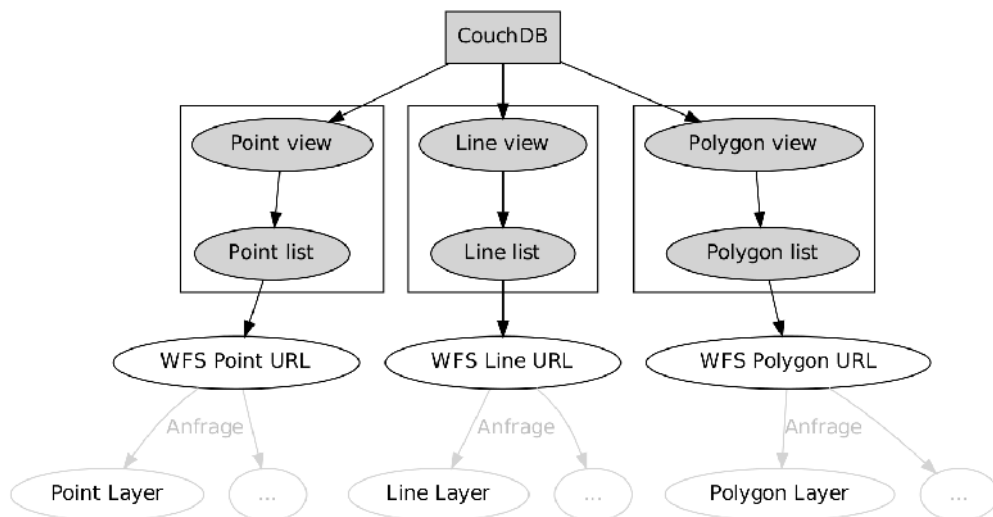 CouchDB
Point view
Line view
Polygon view
Point list
Line list
Polygon list
WFS Point URL
WFS Line URL
WFS Polygon URL
Anfrage
Anfrage
Anfrage
Point Layer
...
Line Layer
...
Polygon Layer
...